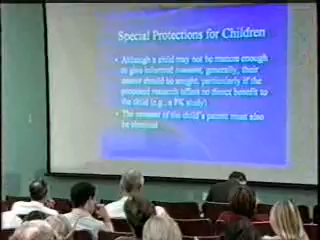 Special Protections for Children
• Although a child may not be mature enough
to give informed consent, generally, their
assent should be sought, particularly if the
proposed research offers no direct benefit to
the child (e.g., a PK study)
• The consent of the child's parent must also
be obtained